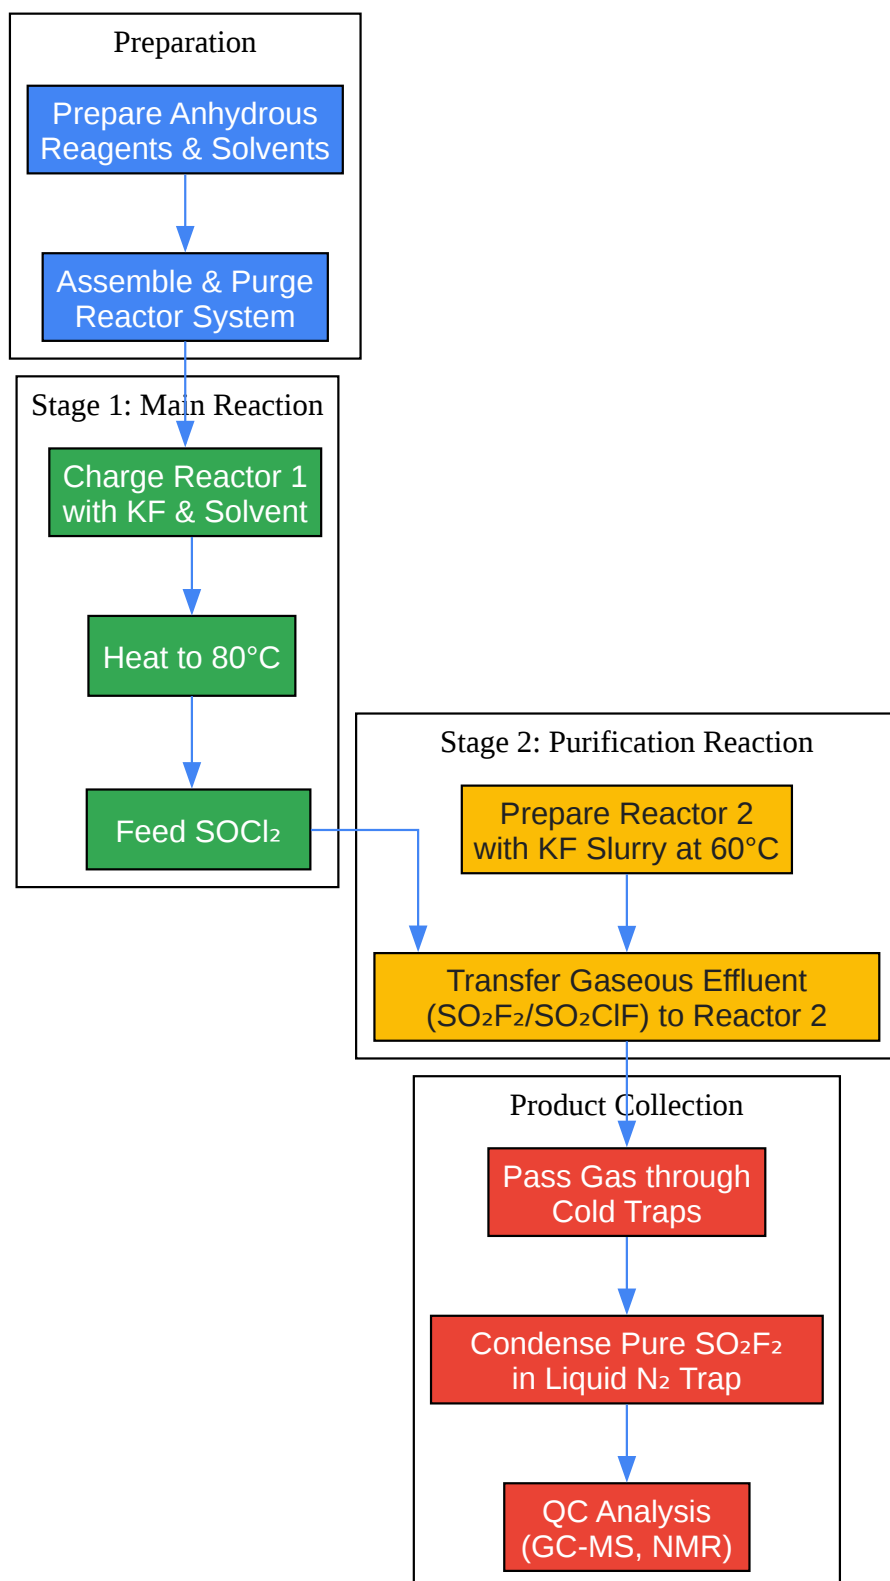 Preparation
Prepare Anhydrous
Reagents & Solvents
Assemble & Purge
Reactor System
Stage 1: Main Reaction
Charge Reactor 1
with KF & Solvent
Heat to 80°C
Feed SOCl₂
Stage 2: Purification Reaction
Prepare Reactor 2
with KF Slurry at 60°C
Transfer Gaseous Effluent
(SO₂F₂/SO₂ClF) to Reactor 2
Product Collection
Pass Gas through
Cold Traps
Condense Pure SO₂F₂
in Liquid N₂ Trap
QC Analysis
(GC-MS, NMR)